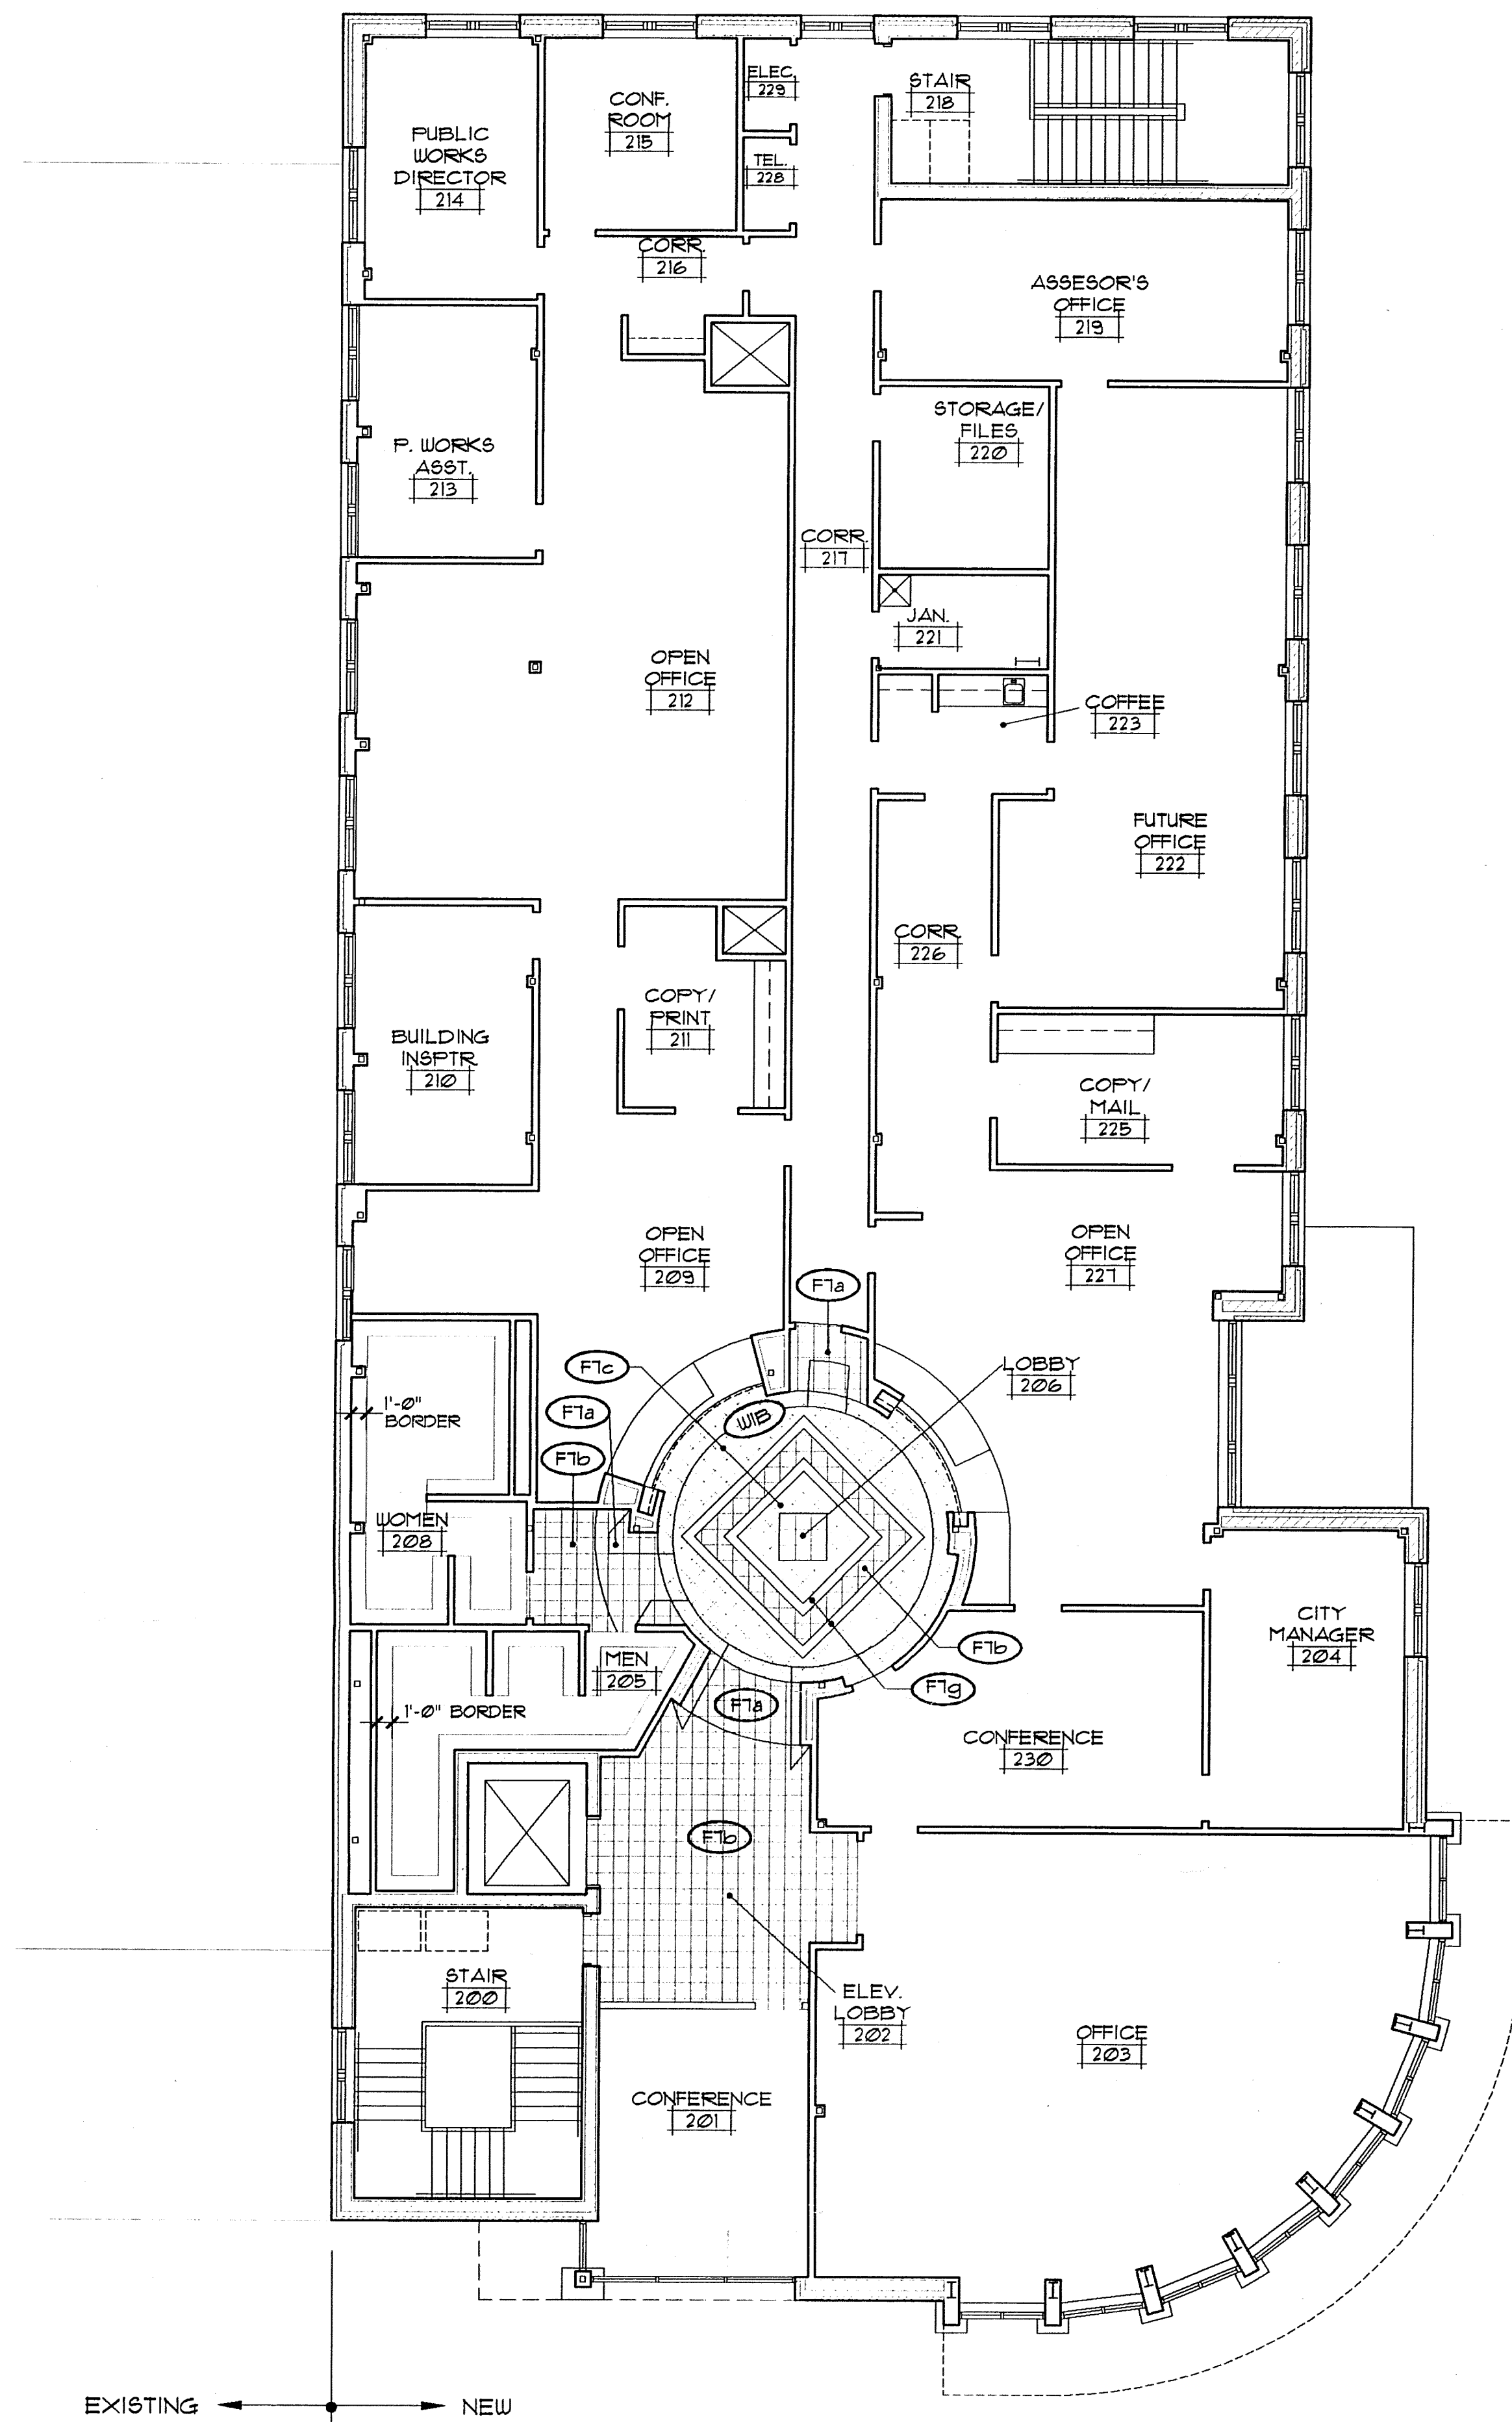 ELEC.
229
STAIR
218
CONF.
ROOM
215
PUBLIC
WORKS
DIRECTOR
214
TEL.
228
CORR.
216
ASSESOR'S
OFFICE
219
STORAGE/
FILES
220
P. WORKS
ASST.
213
CORR.
217
JAN.
221
OPEN
OFFICE
212
COFFEE
223
FUTURE
OFFICE
222
CORR.
226
COPY/
PRINT
211
BUILDING
INSPTR
210
COPY/
MAIL
225
OPEN
OFFICE
209
OPEN
OFFICE
227
F7a
F7c
LOBBY
206
1'-0"
BORDER
F7a
W1B
F7b
WOMEN
208
CITY
MANAGER
204
F7b
MEN
205
F7g
F7a
1'-0" BORDER
CONFERENCE
230
F7b
STAIR
200
ELEV.
LOBBY
202
OFFICE
203
CONFERENCE
201
EXISTING
NEW